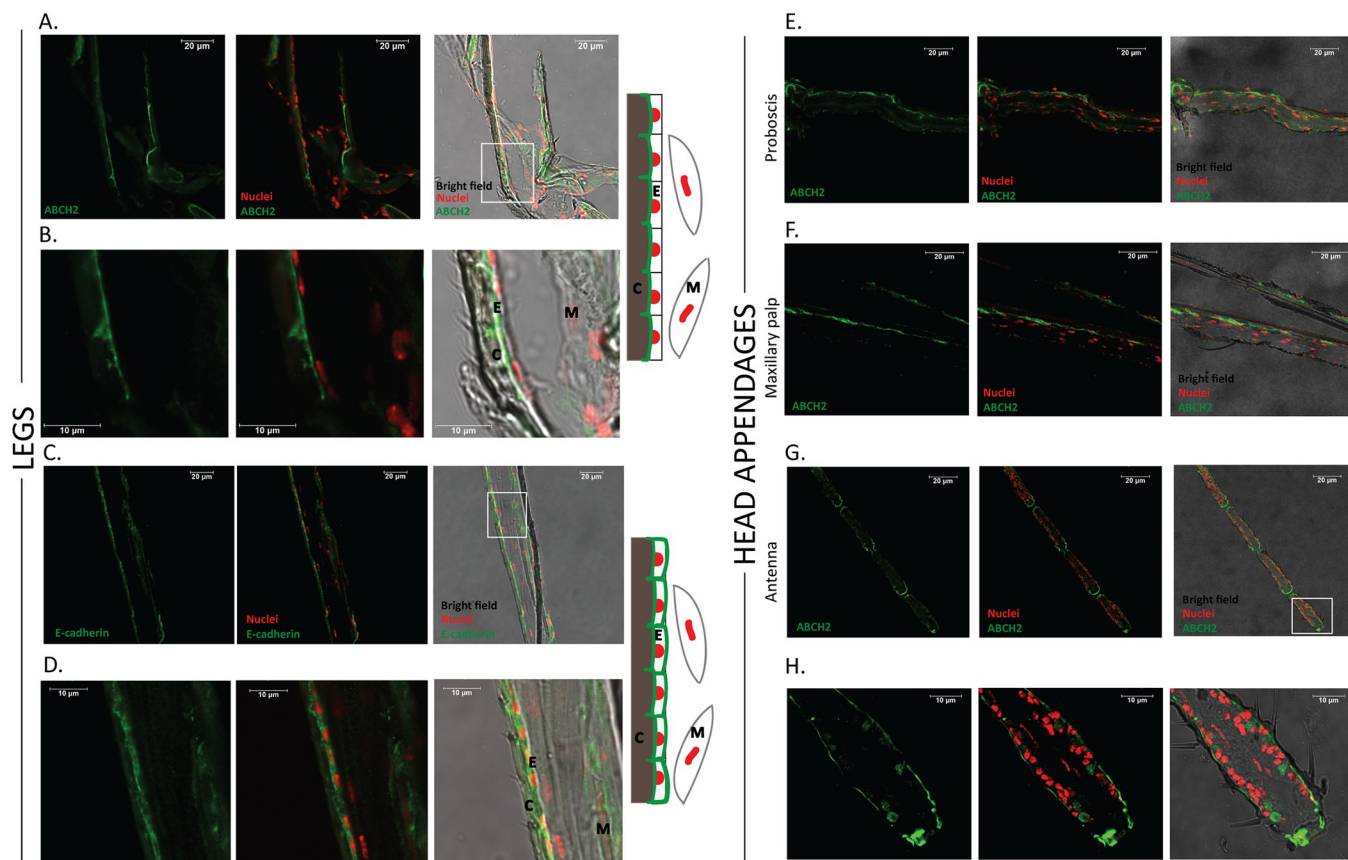 LEGS
A.
20 µm
20 µm
20 µm
ABCH2
Nuclei
ABCH2
Bright field
Nuclei
ABCH2
B.
10 µm
10 µm
10 µm
E
C
M
E
C
M
C.
20 µm
20 µm
20 µm
E-cadherin
Nuclei
E-cadherin
Bright field
Nuclei
E-cadherin
D.
10 µm
10 µm
10 µm
E
C
M
E
C
M
HEAD APPENDAGES
E.
Proboscis
20 µm
20 µm
20 µm
ABCH2
Nuclei
ABCH2
Bright field
Nuclei
ABCH2
F.
Maxillary palp
20 µm
20 µm
20 µm
ABCH2
Nuclei
ABCH2
Bright field
Nuclei
ABCH2
G.
Antenna
20 µm
20 µm
20 µm
ABCH2
Nuclei
ABCH2
Bright field
Nuclei
ABCH2
H.
10 µm
10 µm
10 µm